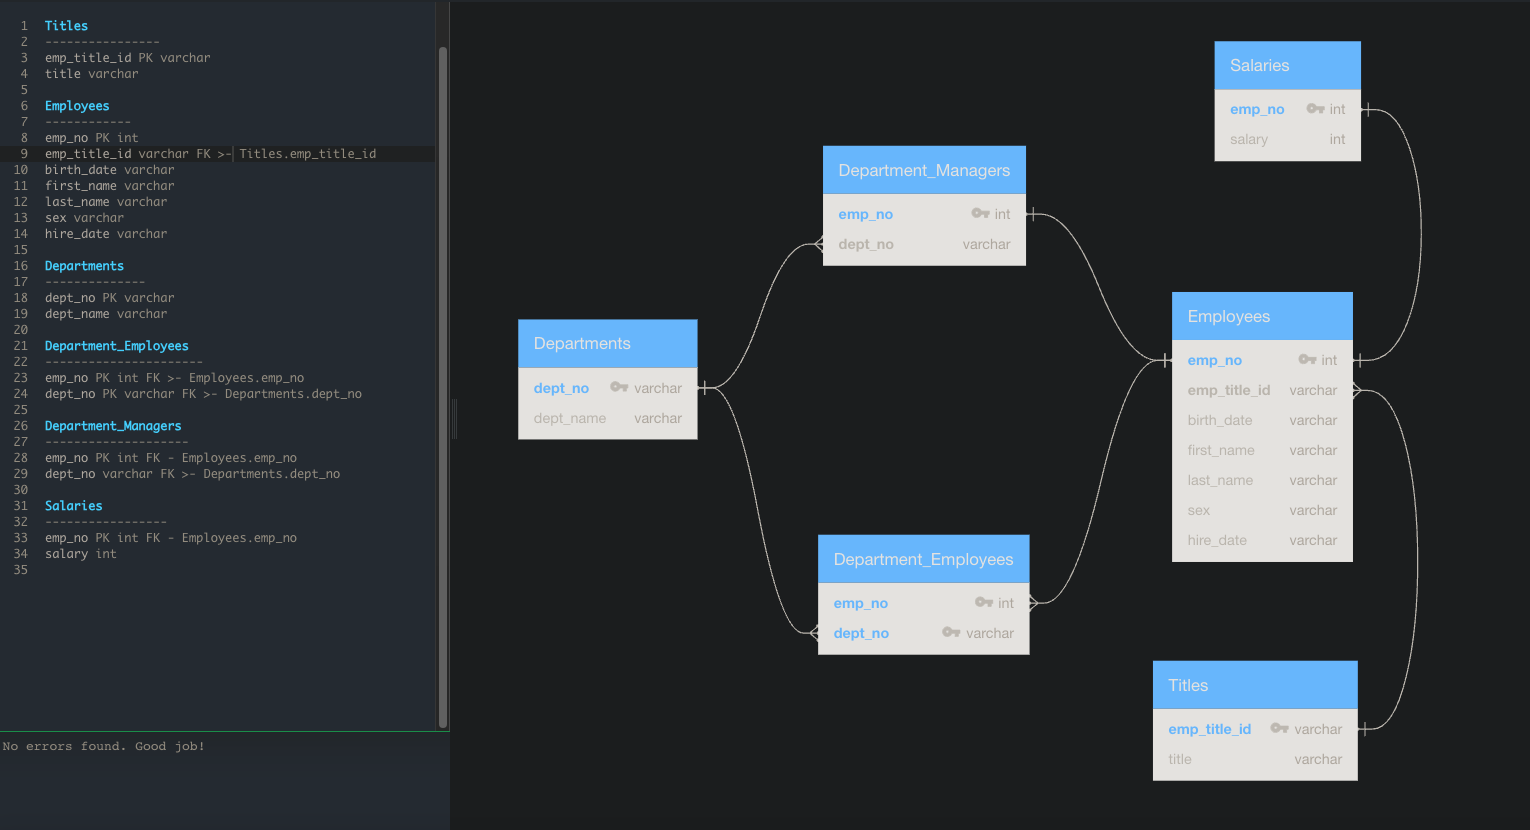 1 Titles
2 ----------------
3 emp_title_id PK varchar
4 title varchar
5
6 Employees
7 ------------
8 emp_no PK int
9 emp_title_id varchar FK >- Titles.emp_title_id
10 birth_date varchar
11 first_name varchar
12 last_name varchar
13 sex varchar
14 hire_date varchar
15
16 Departments
17 --------------
18 dept_no PK varchar
19 dept_name varchar
20
21 Department_Employees
22 ----------------------
23 emp_no PK int FK >- Employees.emp_no
24 dept_no PK varchar FK >- Departments.dept_no
25
26 Department_Managers
27 --------------------
28 emp_no PK int FK - Employees.emp_no
29 dept_no varchar FK >- Departments.dept_no
30
31 Salaries
32 -----------------
33 emp_no PK int FK - Employees.emp_no
34 salary int
35
No errors found. Good job!
Departments
dept_no varchar
dept_name varchar
Department_Managers
emp_no int
dept_no varchar
Department_Employees
emp_no int
dept_no varchar
Salaries
emp_no int
salary int
Employees
emp_no int
emp_title_id varchar
birth_date varchar
first_name varchar
last_name varchar
sex varchar
hire_date varchar
Titles
emp_title_id varchar
title varchar